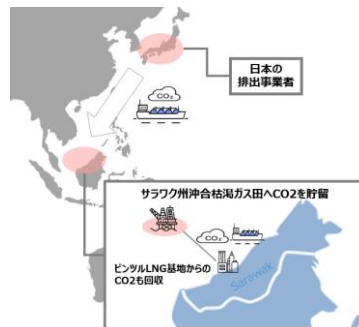 日本の
排出事業者
CO₂
サラワク州沖合枯渇ガス田へCO2を貯留
CO₂
ビンツルLNG基地からの
CO2も回収
Sarawak